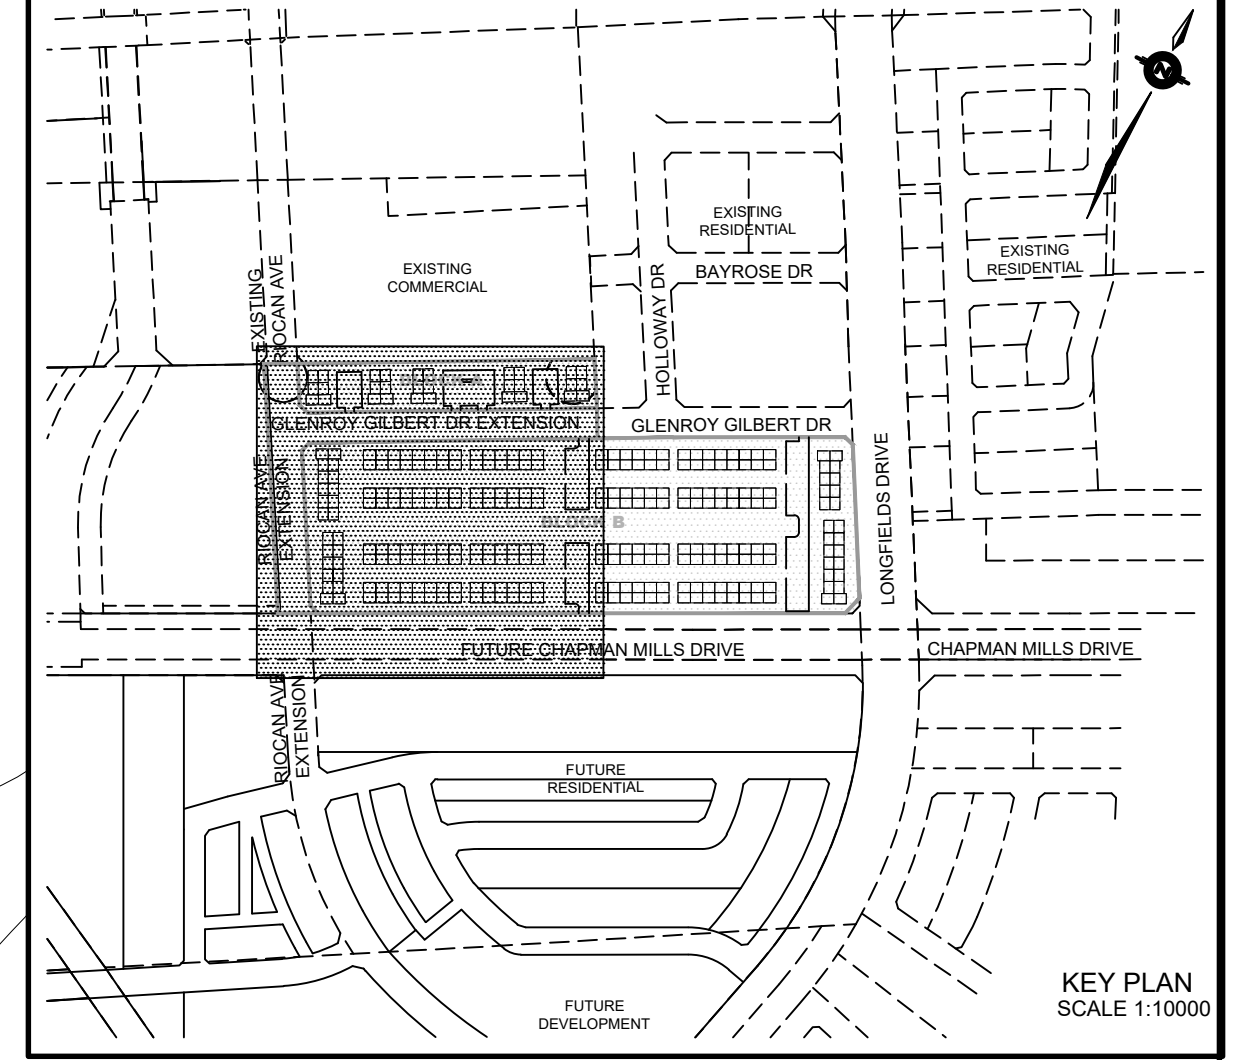 N
EXISTING
RESIDENTIAL
EXISTING
RESIDENTIAL
EXISTING
COMMERCIAL
BAYROSE DR
HOLLOWAY DR
EXISTING
RIOCAN AVE
BLOCK A
GLENROY GILBERT DR EXTENSION
GLENROY GILBERT DR
RIOCAN AVE
EXTENSION
BLOCK B
LONGFIELDS DRIVE
FUTURE CHAPMAN MILLS DRIVE
CHAPMAN MILLS DRIVE
RIOCAN AVE
EXTENSION
FUTURE
RESIDENTIAL
FUTURE
DEVELOPMENT
KEY PLAN
SCALE 1:10000